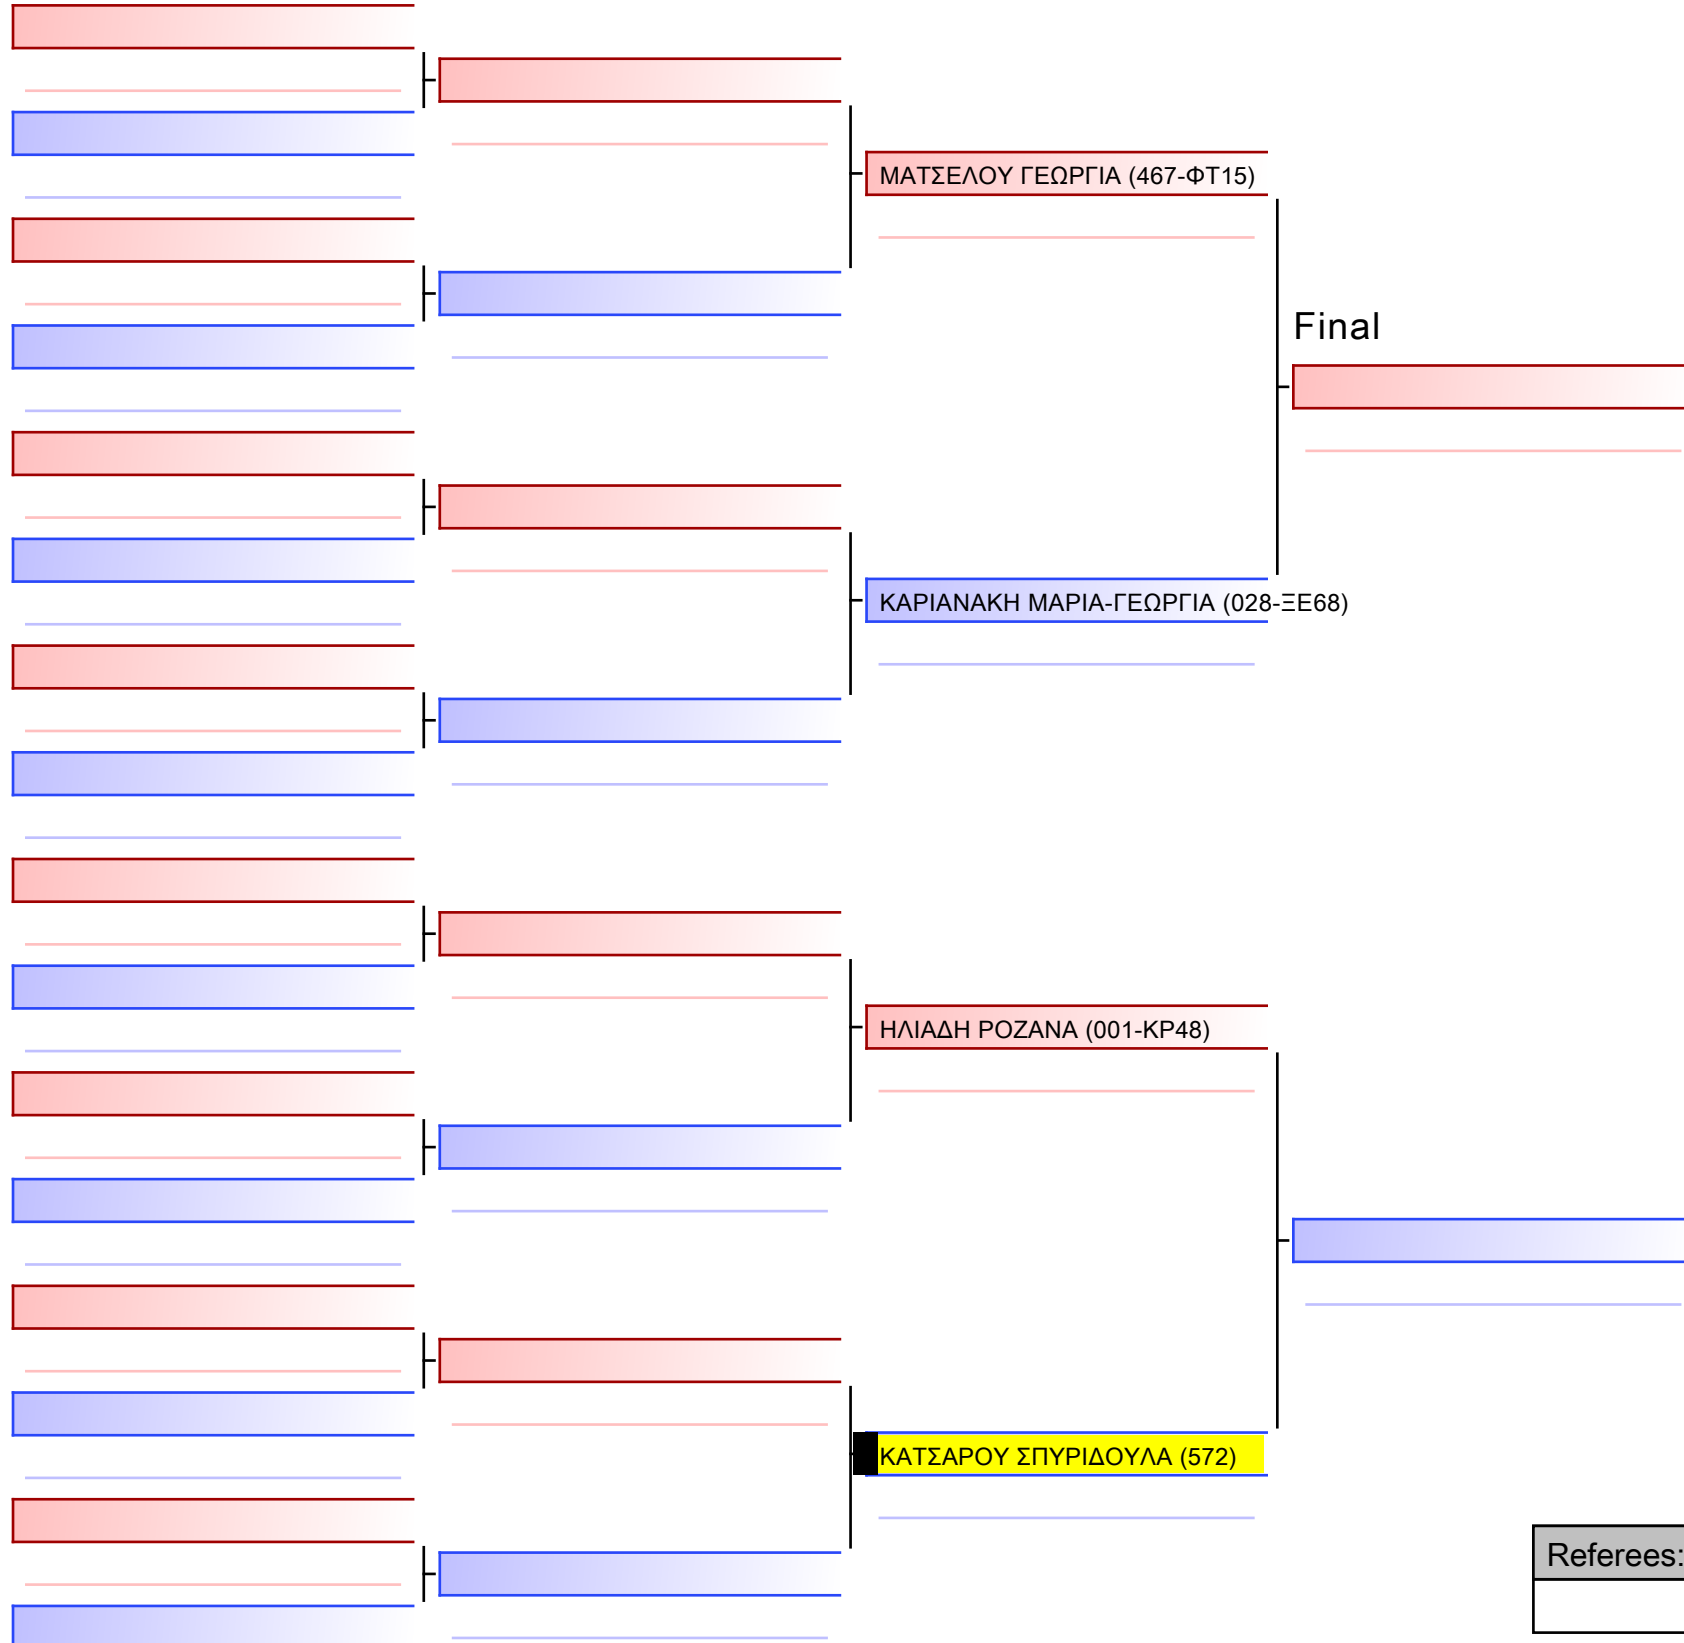 ΜΑΤΣΕΛΟΥ ΓΕΩΡΓΙΑ (467-ΦΤ15)
Final
ΚΑΡΙΑΝΑΚΗ ΜΑΡΙΑ-ΓΕΩΡΓΙΑ (028-ΞΕ68)
ΗΛΙΑΔΗ ΡΟΖΑΝΑ (001-ΚΡ48)
ΚΑΤΣΑΡΟΥ ΣΠΥΡΙΔΟΥΛΑ (572)
Referees: